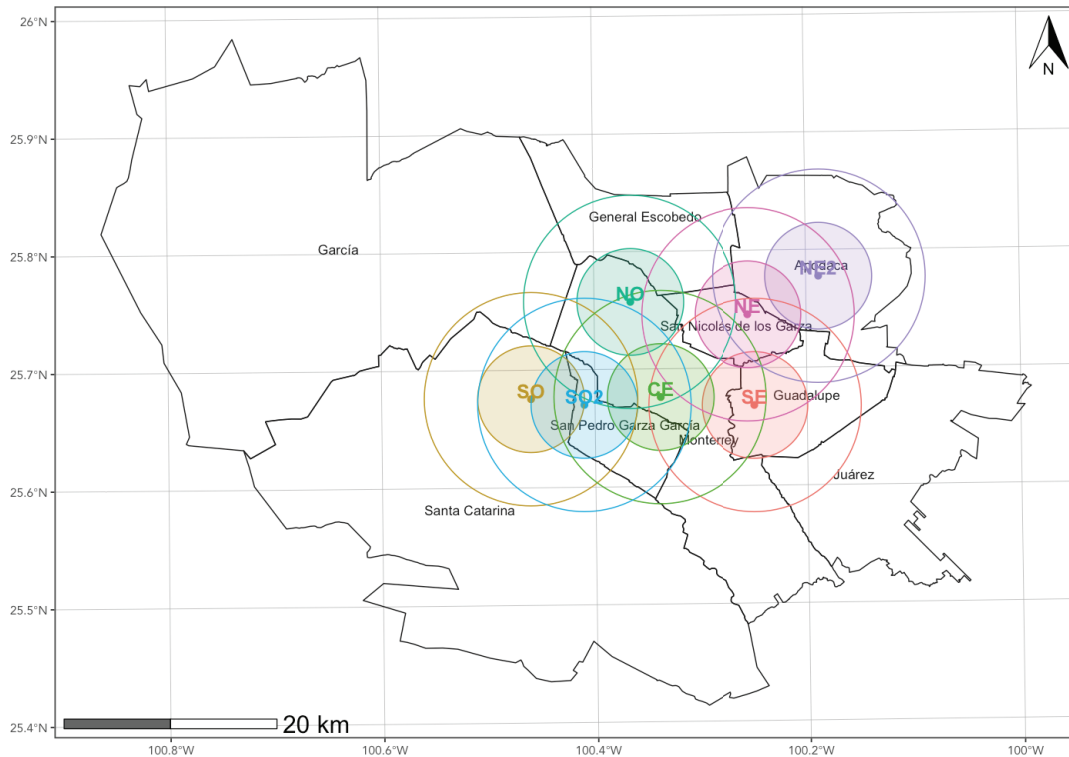 26°N
N
25.9°N
General Escobedo
García
25.8°N
Apodaca
NE2
NO
NE
San Nicolás de los Garza
25.7°N
SO
SO2
CE
SE
Guadalupe
San Pedro Garza García
Monterrey
Juárez
25.6°N
Santa Catarina
25.5°N
25.4°N
20 km
100.8°W
100.6°W
100.4°W
100.2°W
100°W